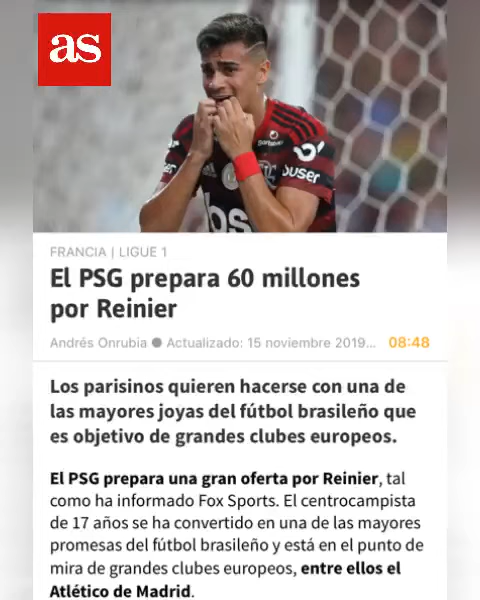 as
Barbarex
buser
bs
FRANCIA | LIGUE 1
El PSG prepara 60 millones
por Reinier
Andrés Onrubia ● Actualizado: 15 noviembre 2019... 08:48
Los parisinos quieren hacerse con una de
las mayores joyas del fútbol brasileño que
es objetivo de grandes clubes europeos.
El PSG prepara una gran oferta por Reinier, tal
como ha informado Fox Sports. El centrocampista
de 17 años se ha convertido en una de las mayores
promesas del fútbol brasileño y está en el punto de
mira de grandes clubes europeos, entre ellos el
Atlético de Madrid.